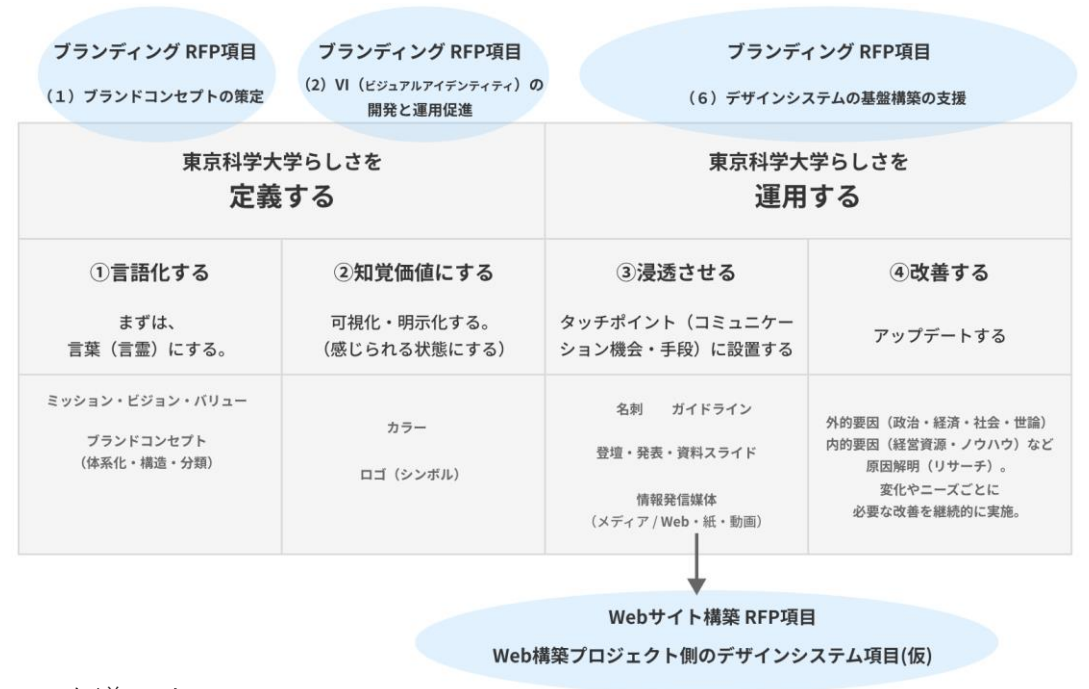 ブランディング RFP項目
（1）ブランドコンセプトの策定
ブランディング RFP項目
（2）VI（ビジュアルアイデンティティ）の
開発と運用促進
ブランディング RFP項目
（6）デザインシステムの基盤構築の支援
東京科学大学らしさを
定義する
東京科学大学らしさを
運用する
①言語化する
まずは、
言葉（言霊）にする。
②知覚価値にする
可視化・明示化する。
（感じられる状態にする）
③浸透させる
タッチポイント（コミュニケー
ション機会・手段）に設置する
④改善する
アップデートする
ミッション・ビジョン・バリュー
ブランドコンセプト
（体系化・構造・分類）
カラー
ロゴ（シンボル）
名刺　ガイドライン
登壇・発表・資料スライド
情報発信媒体
（メディア / Web・紙・動画）
外的要因（政治・経済・社会・世論）
内的要因（経営資源・ノウハウ）など
原因解明（リサーチ）。
変化やニーズごとに
必要な改善を継続的に実施。
Webサイト構築 RFP項目
Web構築プロジェクト側のデザインシステム項目(仮)